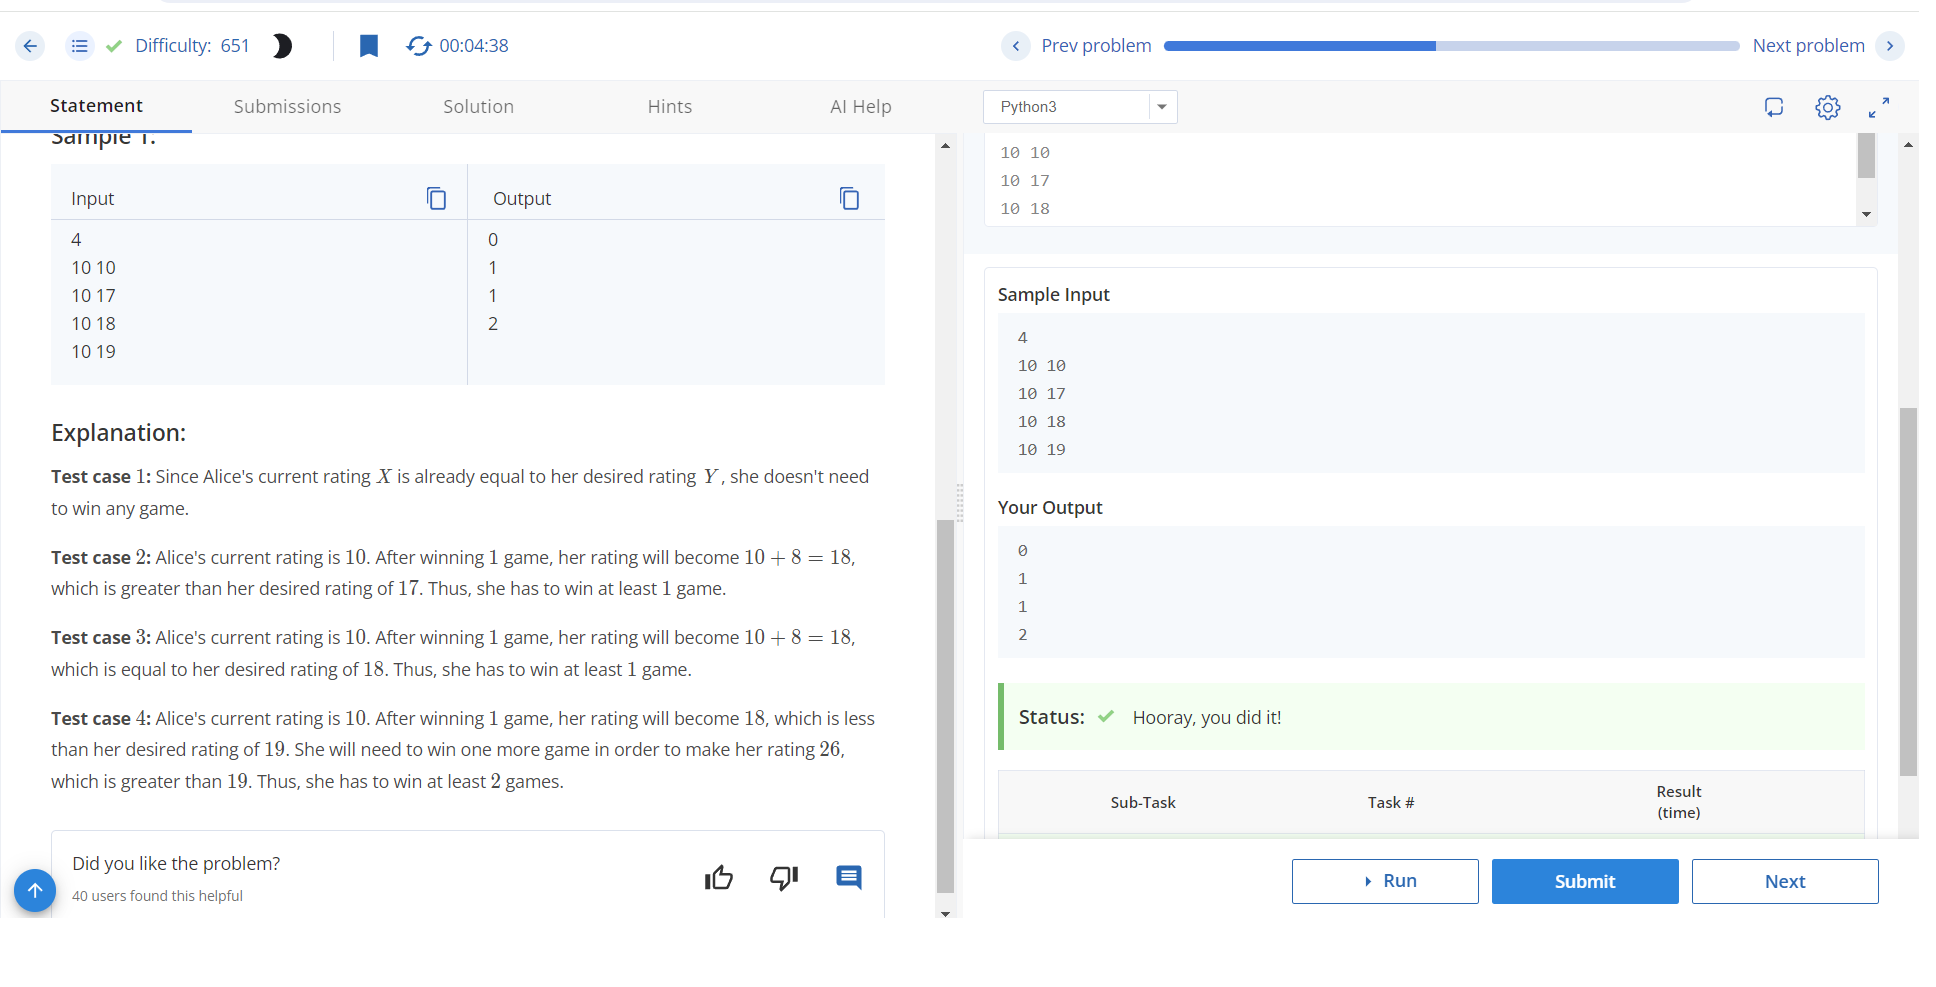 Difficulty: 651
00:04:38
Prev problem
Next problem
Statement
Submissions
Solution
Hints
AI Help
Python3
Sample 1:
Input
Output
4
0
10 10
1
10 17
1
10 18
2
10 19
Explanation:
Test case 1: Since Alice's current rating X is already equal to her desired rating Y, she doesn't need
to win any game.
Test case 2: Alice's current rating is 10. After winning 1 game, her rating will become 10 + 8 = 18,
which is greater than her desired rating of 17. Thus, she has to win at least 1 game.
Test case 3: Alice's current rating is 10. After winning 1 game, her rating will become 10 + 8 = 18,
which is equal to her desired rating of 18. Thus, she has to win at least 1 game.
Test case 4: Alice's current rating is 10. After winning 1 game, her rating will become 18, which is less
than her desired rating of 19. She will need to win one more game in order to make her rating 26,
which is greater than 19. Thus, she has to win at least 2 games.
Did you like the problem?
40 users found this helpful
10 10
10 17
10 18
Sample Input
4
10 10
10 17
10 18
10 19
Your Output
0
1
1
2
Status:
Hooray, you did it!
Sub-Task
Task #
Result
(time)
Run
Submit
Next